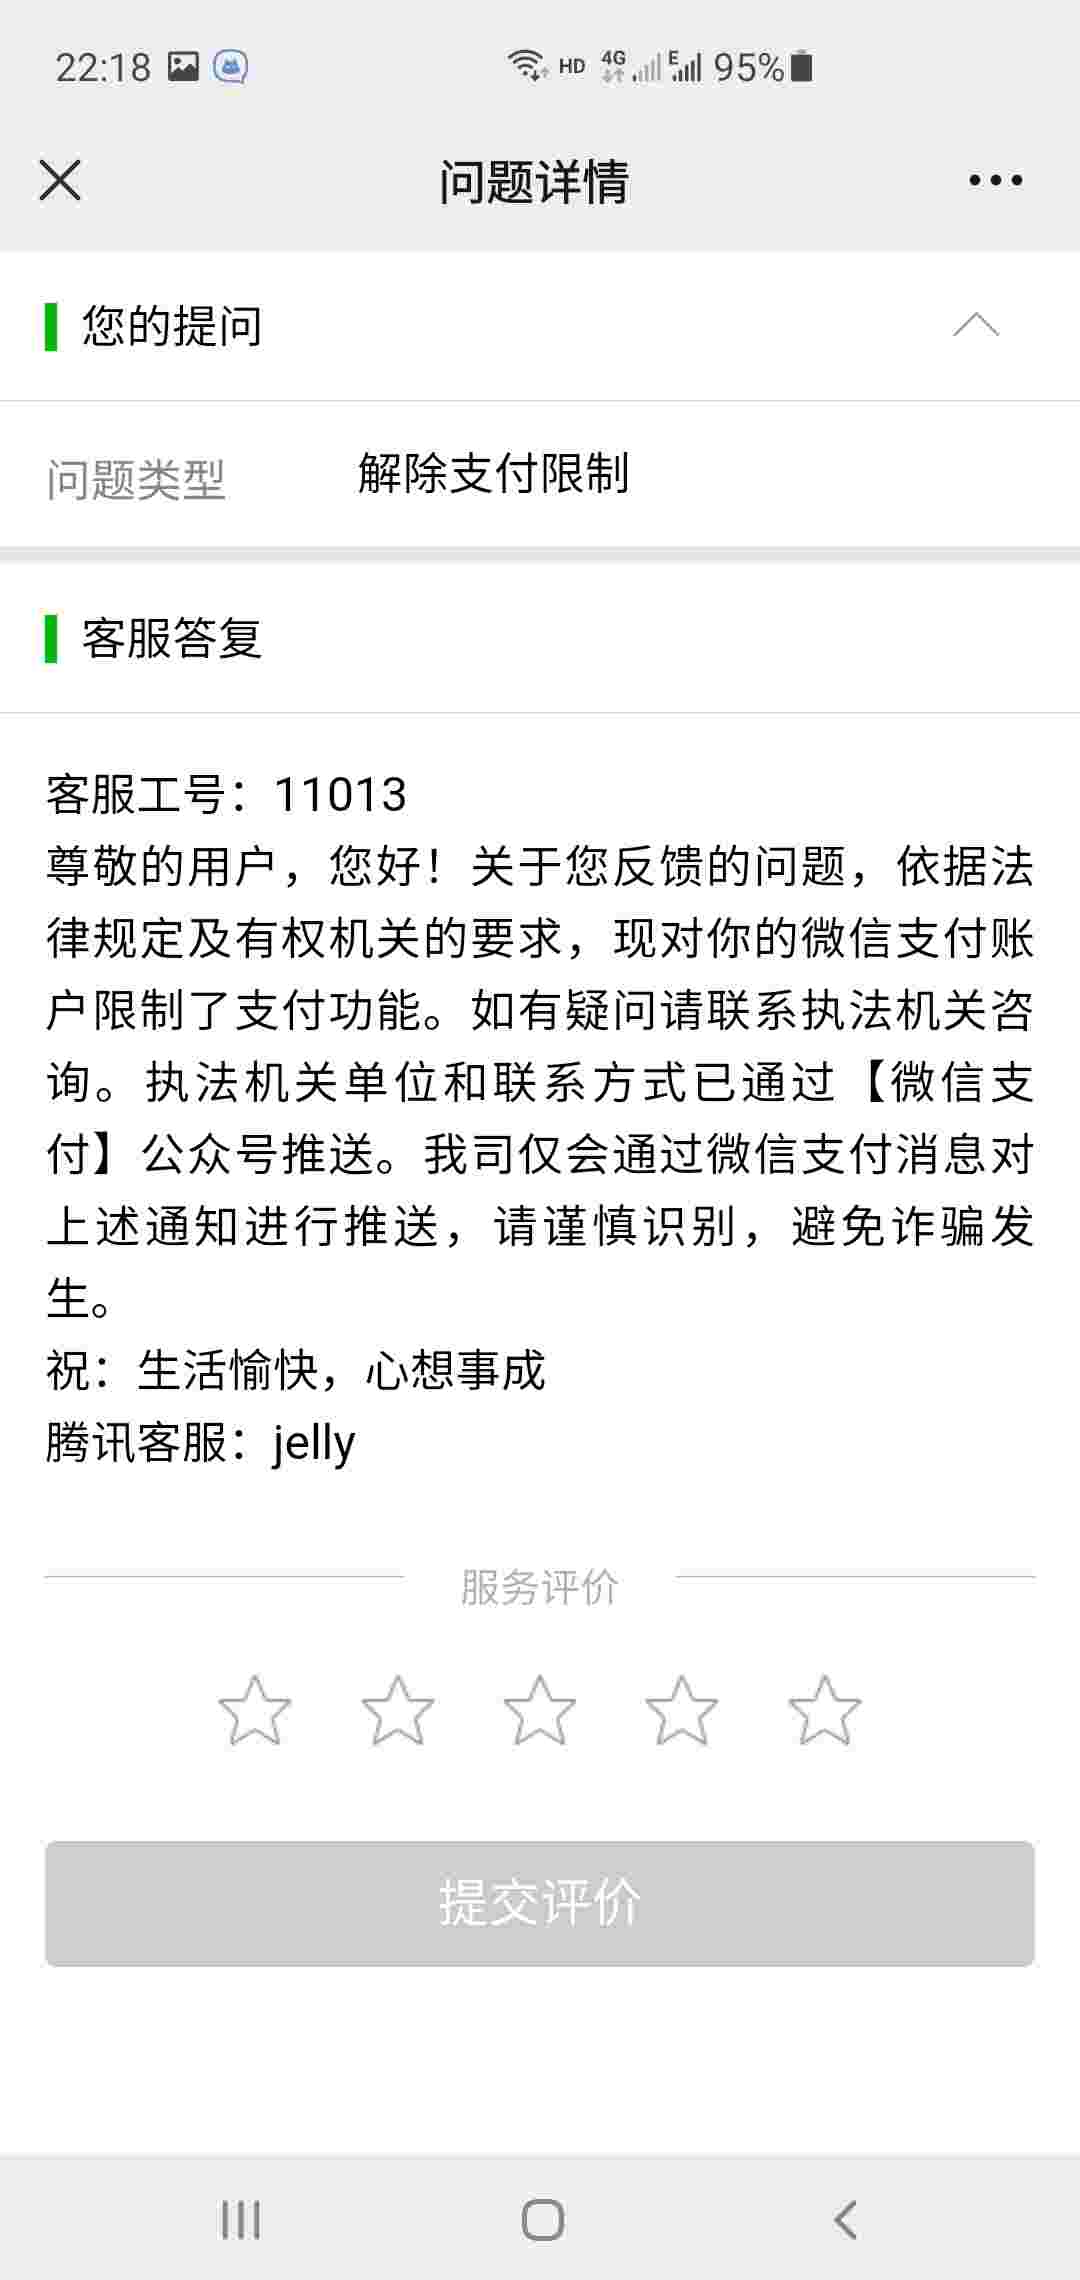 22:18
HD 4G E 95%
问题详情
您的提问
问题类型 解除支付限制
客服答复
客服工号：11013
尊敬的用户，您好！关于您反馈的问题，依据法
律规定及有权机关的要求，现对你的微信支付账
户限制了支付功能。如有疑问请联系执法机关咨
询。执法机关单位和联系方式已通过【微信支
付】公众号推送。我司仅会通过微信支付消息对
上述通知进行推送，请谨慎识别，避免诈骗发
生。
祝：生活愉快，心想事成
腾讯客服：jelly
服务评价
提交评价